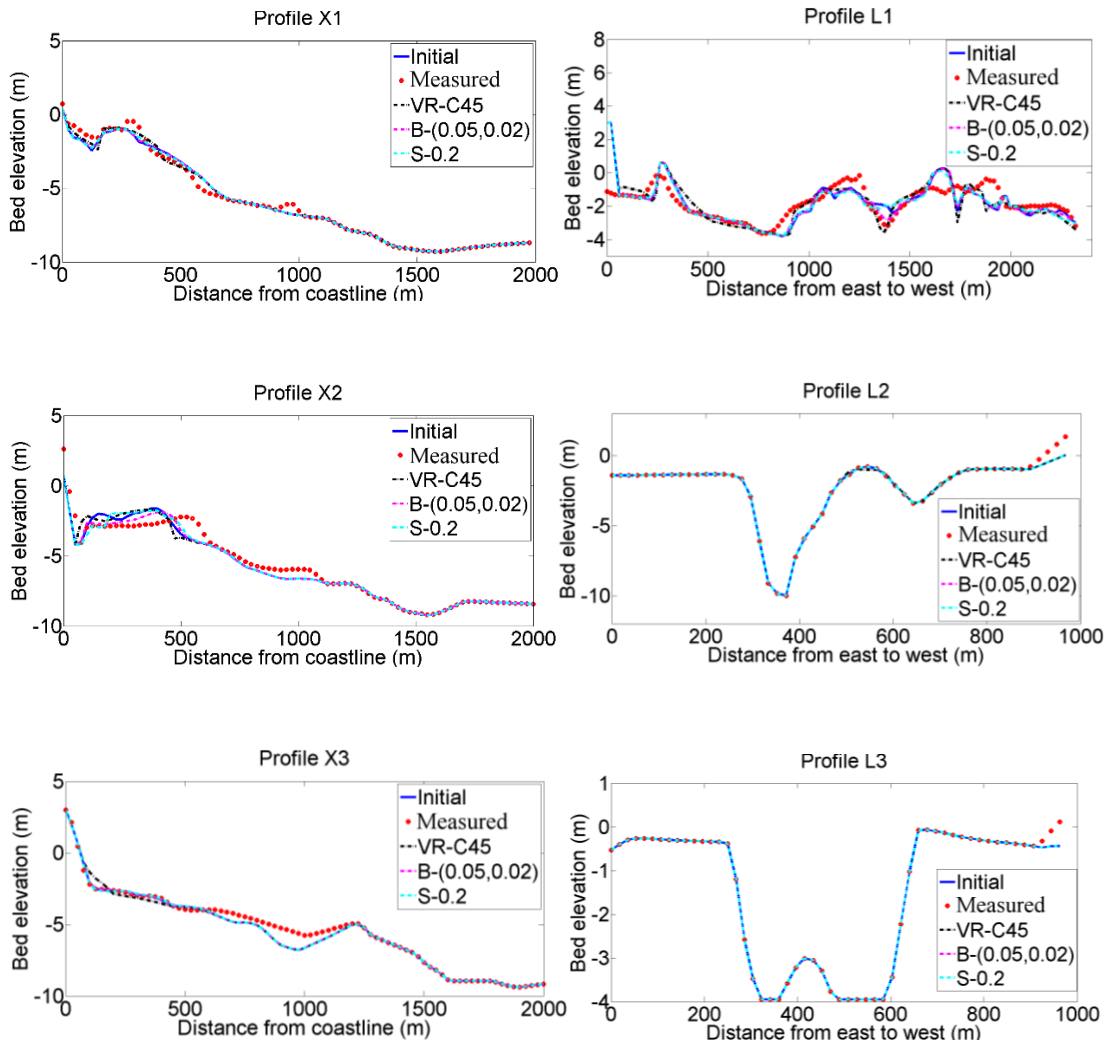 Profile X1
5
0
-5
-10
Bed elevation (m)
0
500
1000
1500
2000
Distance from coastline (m)
Initial
Measured
VR-C45
B-(0.05,0.02)
S-0.2
Profile L1
8
6
4
2
0
-2
-4
Bed elevation (m)
0
500
1000
1500
2000
Distance from east to west (m)
Initial
Measured
VR-C45
B-(0.05,0.02)
S-0.2
Profile X2
5
0
-5
-10
Bed elevation (m)
0
500
1000
1500
2000
Distance from coastline (m)
Initial
Measured
VR-C45
B-(0.05,0.02)
S-0.2
Profile L2
0
-5
-10
Bed elevation (m)
0
200
400
600
800
1000
Distance from east to west (m)
Initial
Measured
VR-C45
B-(0.05,0.02)
S-0.2
Profile X3
5
0
-5
-10
Bed elevation (m)
0
500
1000
1500
2000
Distance from coastline (m)
Initial
Measured
VR-C45
B-(0.05,0.02)
S-0.2
Profile L3
1
0
-1
-2
-3
-4
Bed elevation (m)
0
200
400
600
800
1000
Distance from east to west (m)
Initial
Measured
VR-C45
B-(0.05,0.02)
S-0.2